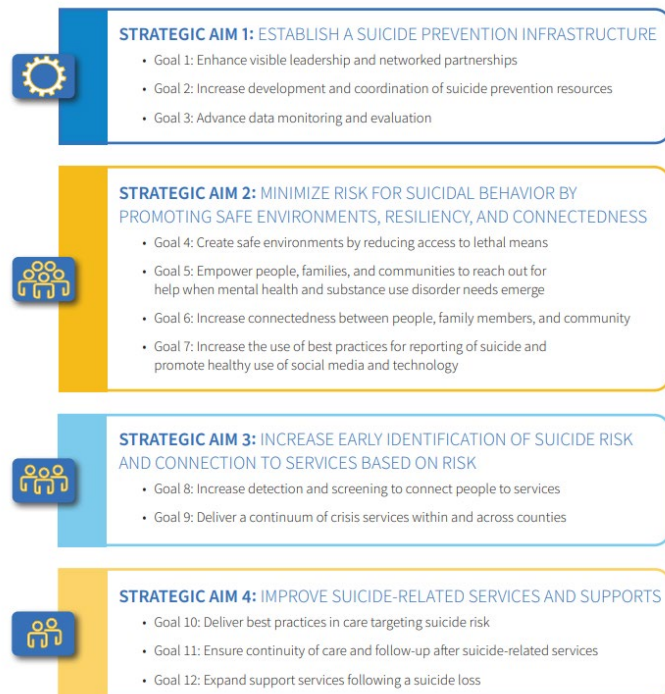 STRATEGIC AIM 1: ESTABLISH A SUICIDE PREVENTION INFRASTRUCTURE
• Goal 1: Enhance visible leadership and networked partnerships
• Goal 2: Increase development and coordination of suicide prevention resources
• Goal 3: Advance data monitoring and evaluation
STRATEGIC AIM 2: MINIMIZE RISK FOR SUICIDAL BEHAVIOR BY
PROMOTING SAFE ENVIRONMENTS, RESILIENCY, AND CONNECTEDNESS
• Goal 4: Create safe environments by reducing access to lethal means
• Goal 5: Empower people, families, and communities to reach out for
help when mental health and substance use disorder needs emerge
• Goal 6: Increase connectedness between people, family members, and community
• Goal 7: Increase the use of best practices for reporting of suicide and
promote healthy use of social media and technology
STRATEGIC AIM 3: INCREASE EARLY IDENTIFICATION OF SUICIDE RISK
AND CONNECTION TO SERVICES BASED ON RISK
• Goal 8: Increase detection and screening to connect people to services
• Goal 9: Deliver a continuum of crisis services within and across counties
STRATEGIC AIM 4: IMPROVE SUICIDE-RELATED SERVICES AND SUPPORTS
• Goal 10: Deliver best practices in care targeting suicide risk
• Goal 11: Ensure continuity of care and follow-up after suicide-related services
• Goal 12: Expand support services following a suicide loss